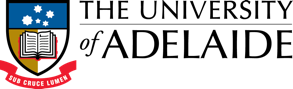 THE UNIVERSITY
of ADELAIDE
SUB CRUCE LUMEN